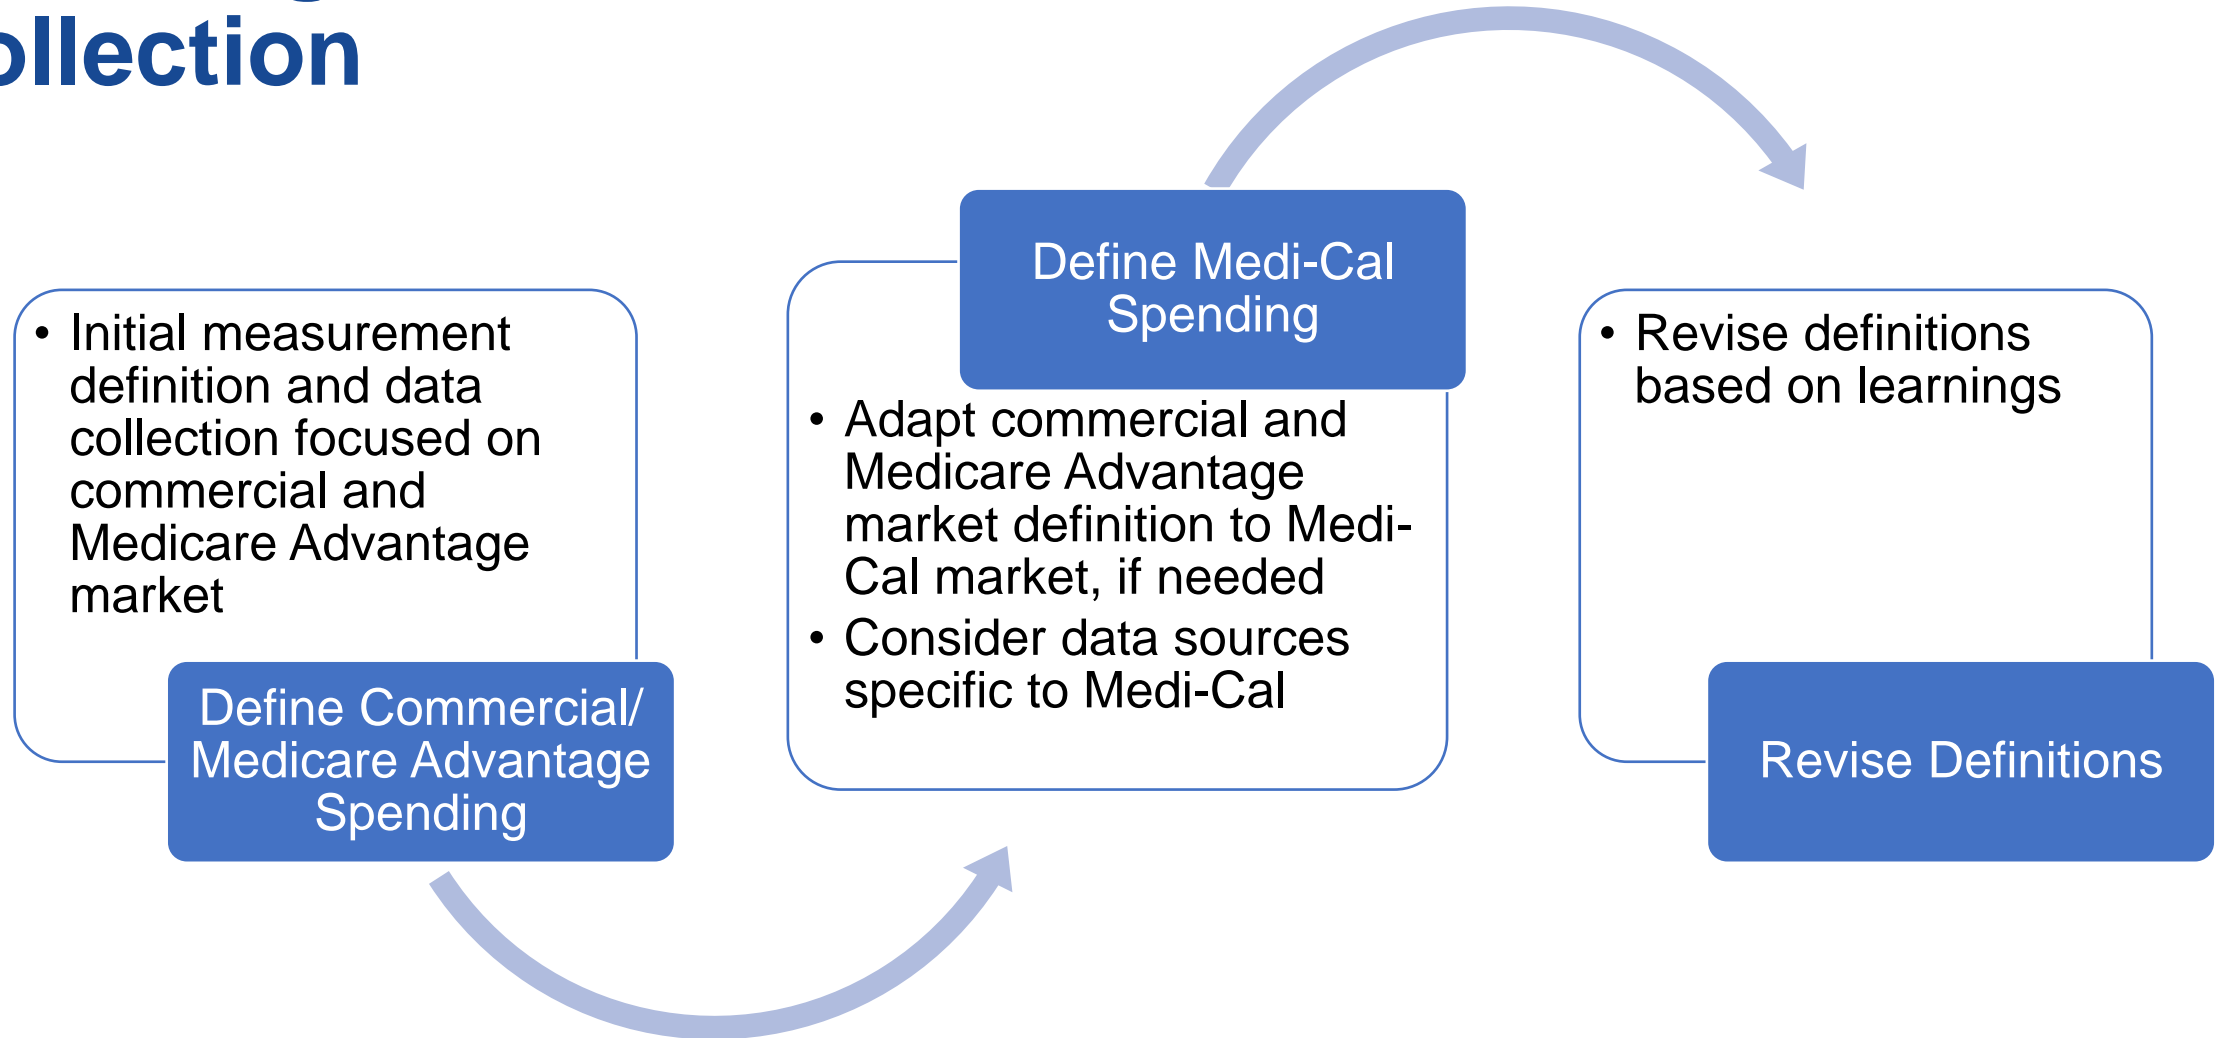 ollection
• Initial measurement
definition and data
collection focused on
commercial and
Medicare Advantage
market
Define Commercial/
Medicare Advantage
Spending
Define Medi-Cal
Spending
• Adapt commercial and
Medicare Advantage
market definition to Medi-
Cal market, if needed
• Consider data sources
specific to Medi-Cal
• Revise definitions
based on learnings
Revise Definitions